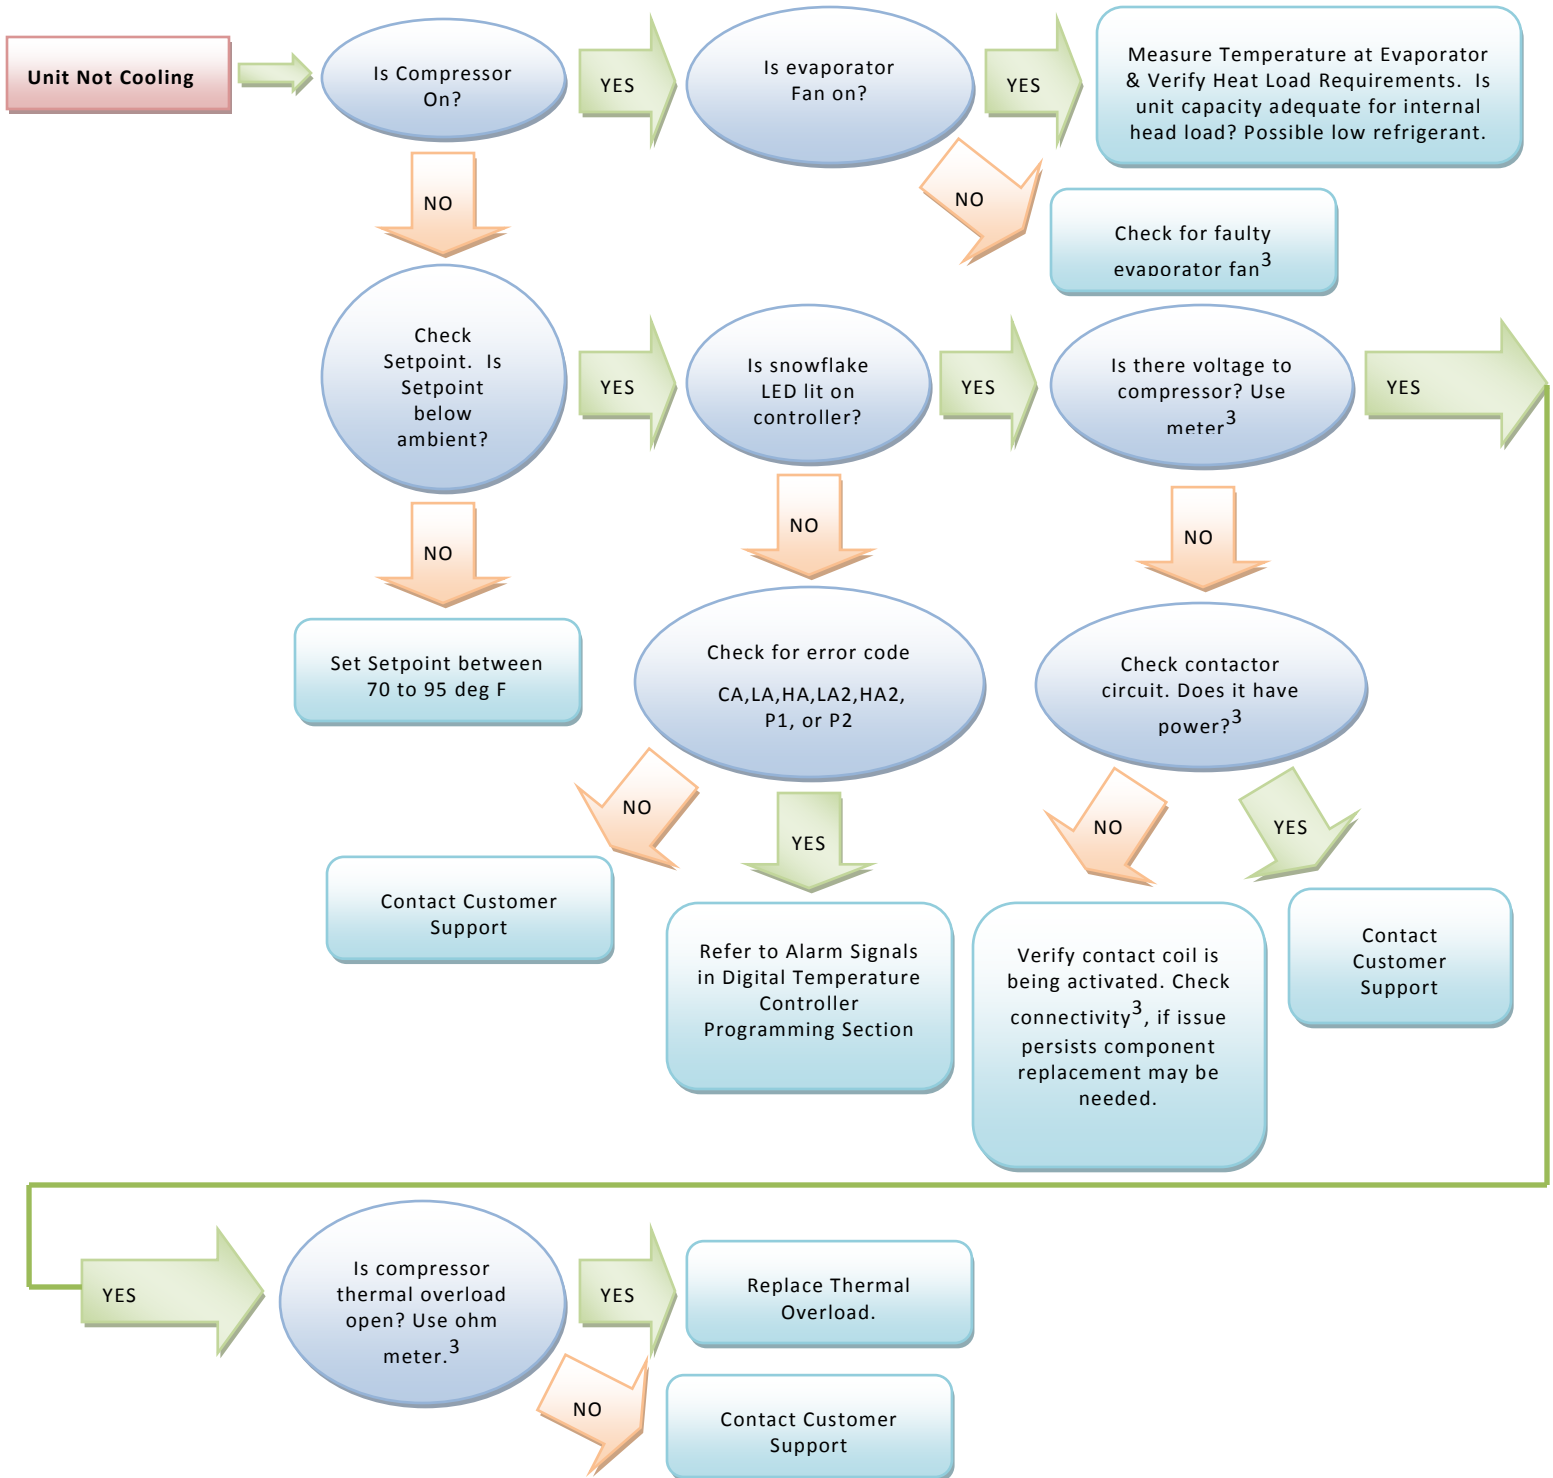 Unit Not Cooling
Is Compressor
On?
YES
Is evaporator
Fan on?
YES
Measure Temperature at Evaporator
& Verify Heat Load Requirements. Is
unit capacity adequate for internal
head load? Possible low refrigerant.
NO
NO
Check for faulty
evaporator fan3
Check
Setpoint. Is
Setpoint
below
ambient?
YES
Is snowflake
LED lit on
controller?
YES
Is there voltage to
compressor? Use
meter3
YES
NO
NO
NO
Set Setpoint between
70 to 95 deg F
Check for error code
CA,LA,HA,LA2,HA2,
P1, or P2
Check contactor
circuit. Does it have
power?3
NO
YES
NO
YES
Contact Customer
Support
Refer to Alarm Signals
in Digital Temperature
Controller
Programming Section
Verify contact coil is
being activated. Check
connectivity3, if issue
persists component
replacement may be
needed.
Contact
Customer
Support
YES
Is compressor
thermal overload
open? Use ohm
meter.3
YES
Replace Thermal
Overload.
NO
Contact Customer
Support